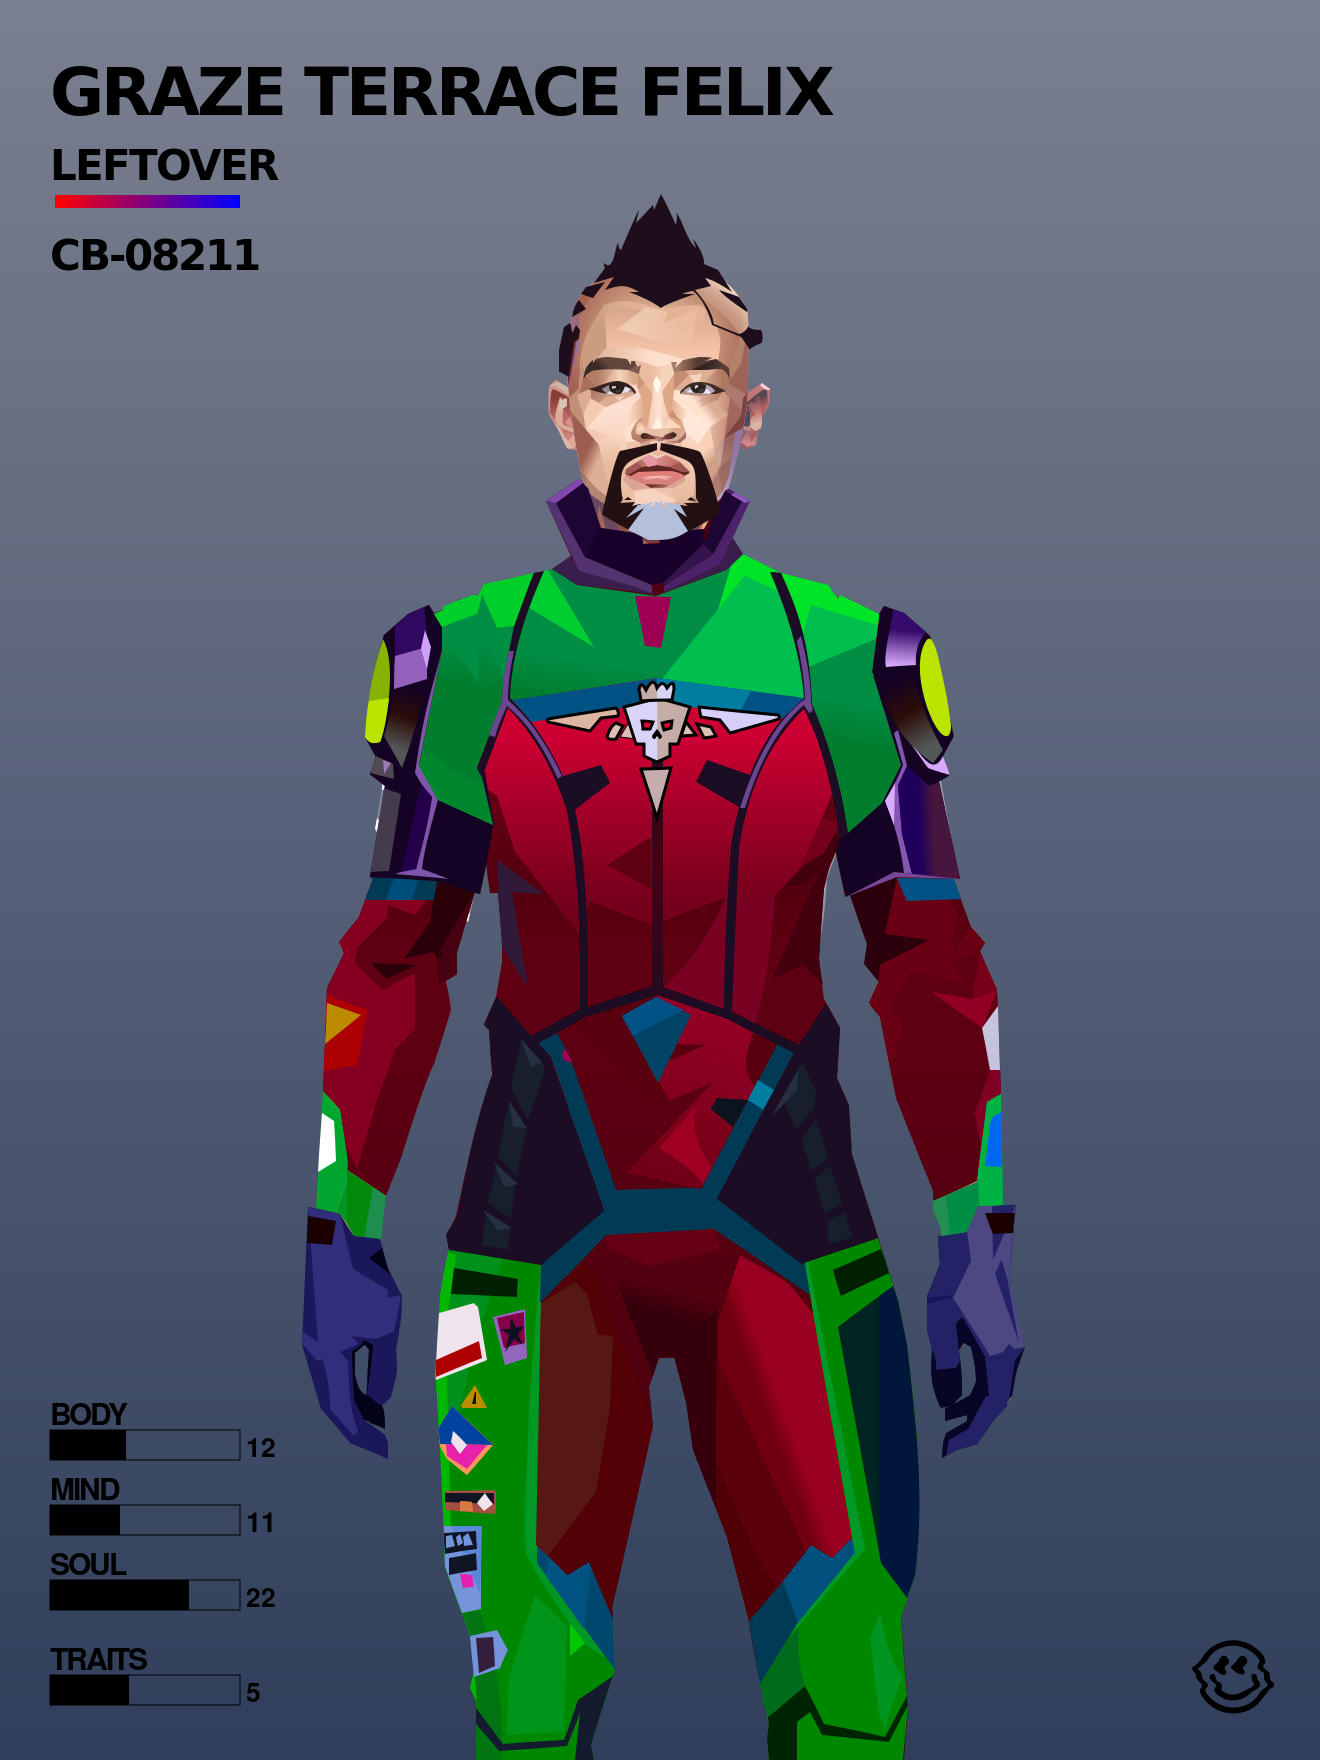 GRAZE TERRACE FELIX
LEFTOVER
CB-08211
BODY
12
MIND
11
SOUL
22
TRAITS
5